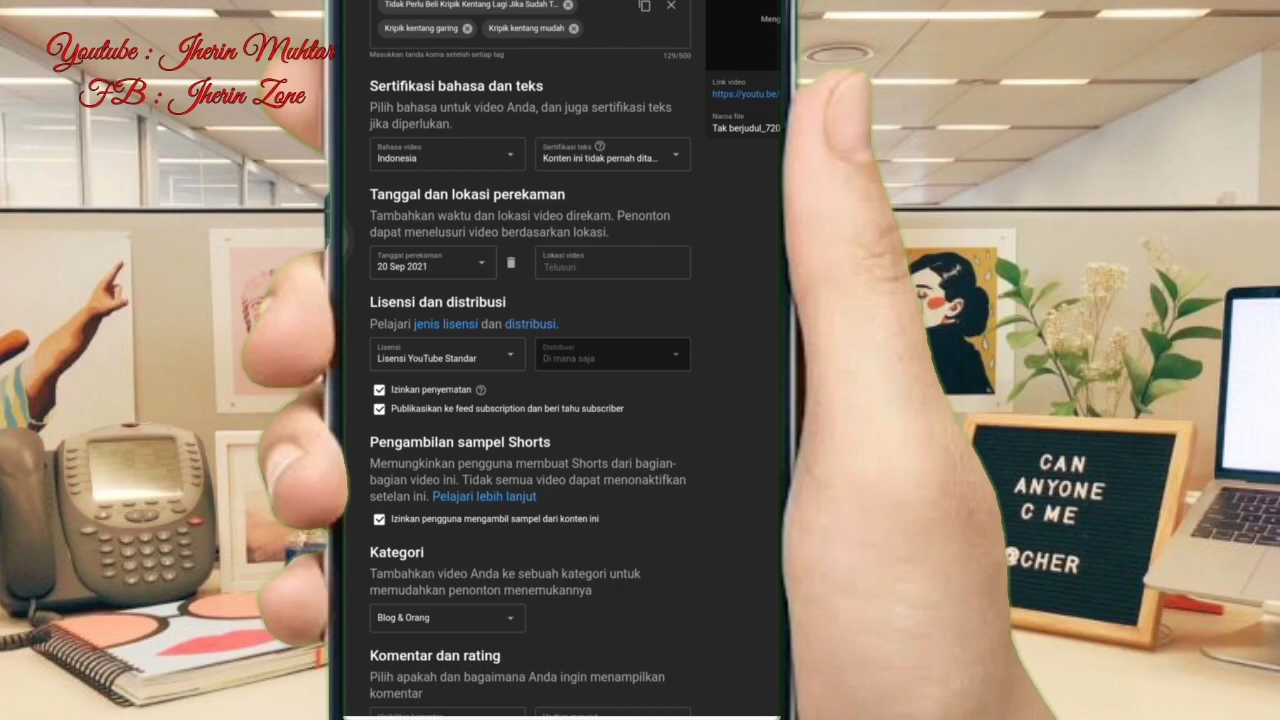 Youtube : Jherin Muhtar
FB : Jherin Zone
Tidak Perlu Beli Kripik Kentang Lagi Jika Sudah T...
Kripik kentang garing
Kripik kentang mudah
Masukkan tanda koma setelah setiap tag
129/500
Meng
Link video
https://youtu.be/
Nama file
Tak berjudul_720
Sertifikasi bahasa dan teks
Pilih bahasa untuk video Anda, dan juga sertifikasi teks
jika diperlukan.
Bahasa video
Indonesia
Sertifikasi teks
Konten ini tidak pernah dita...
Tanggal dan lokasi perekaman
Tambahkan waktu dan lokasi video direkam. Penonton
dapat menelusuri video berdasarkan lokasi.
Tanggal perekaman
20 Sep 2021
Lokasi video
Telusuri
Lisensi dan distribusi
Pelajari jenis lisensi dan distribusi.
Lisensi
Lisensi YouTube Standar
Distribusi
Di mana saja
Izinkan penyematan
Publikasikan ke feed subscription dan beri tahu subscriber
Pengambilan sampel Shorts
Memungkinkan pengguna membuat Shorts dari bagian-
bagian video ini. Tidak semua video dapat menonaktifkan
setelan ini. Pelajari lebih lanjut
Izinkan pengguna mengambil sampel dari konten ini
Kategori
Tambahkan video Anda ke sebuah kategori untuk
memudahkan penonton menemukannya
Blog & Orang
Komentar dan rating
Pilih apakah dan bagaimana Anda ingin menampilkan
komentar
CAN
ANYONE
C ME
@CHER